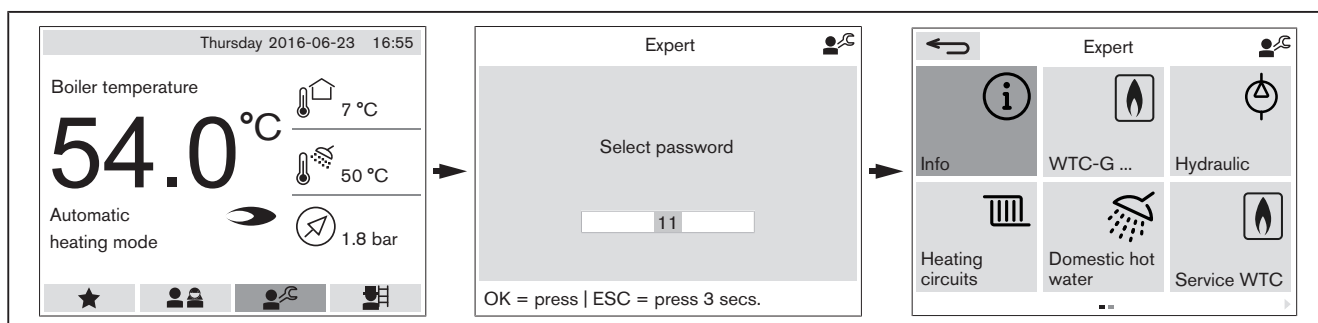 Thursday 2016-06-23 16:55
Boiler temperature
54.0°C
7 °C
50 °C
1.8 bar
Automatic
heating mode
Expert
Select password
11
OK = press | ESC = press 3 secs.
Expert
Info
WTC-G ...
Hydraulic
Heating
circuits
Domestic hot
water
Service WTC